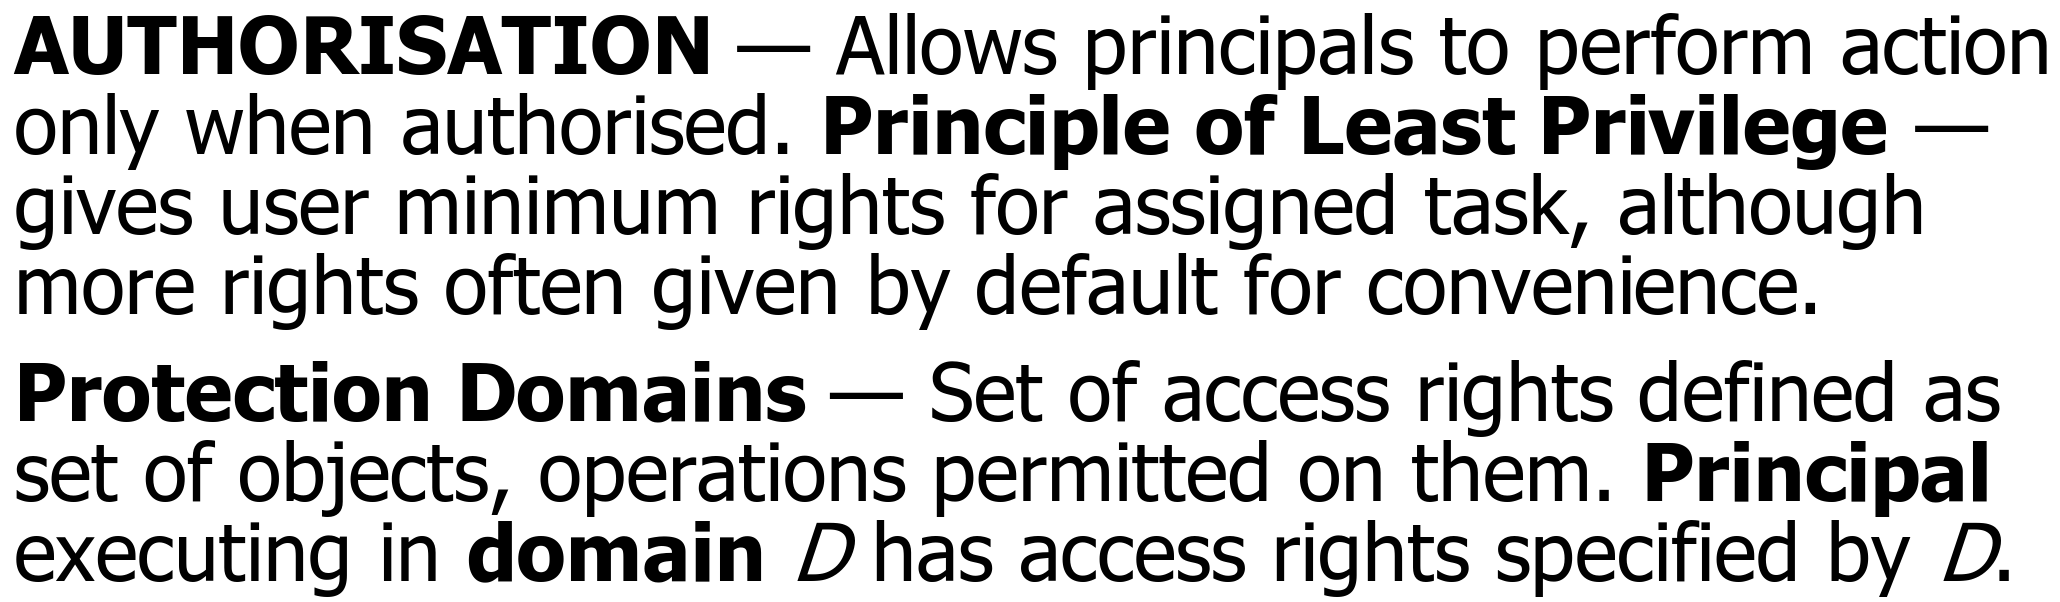 AUTHORISATION — Allows principals to perform action
only when authorised. Principle of Least Privilege —
gives user minimum rights for assigned task, although
more rights often given by default for convenience.
Protection Domains — Set of access rights defined as
set of objects, operations permitted on them. Principal
executing in domain D has access rights specified by D.